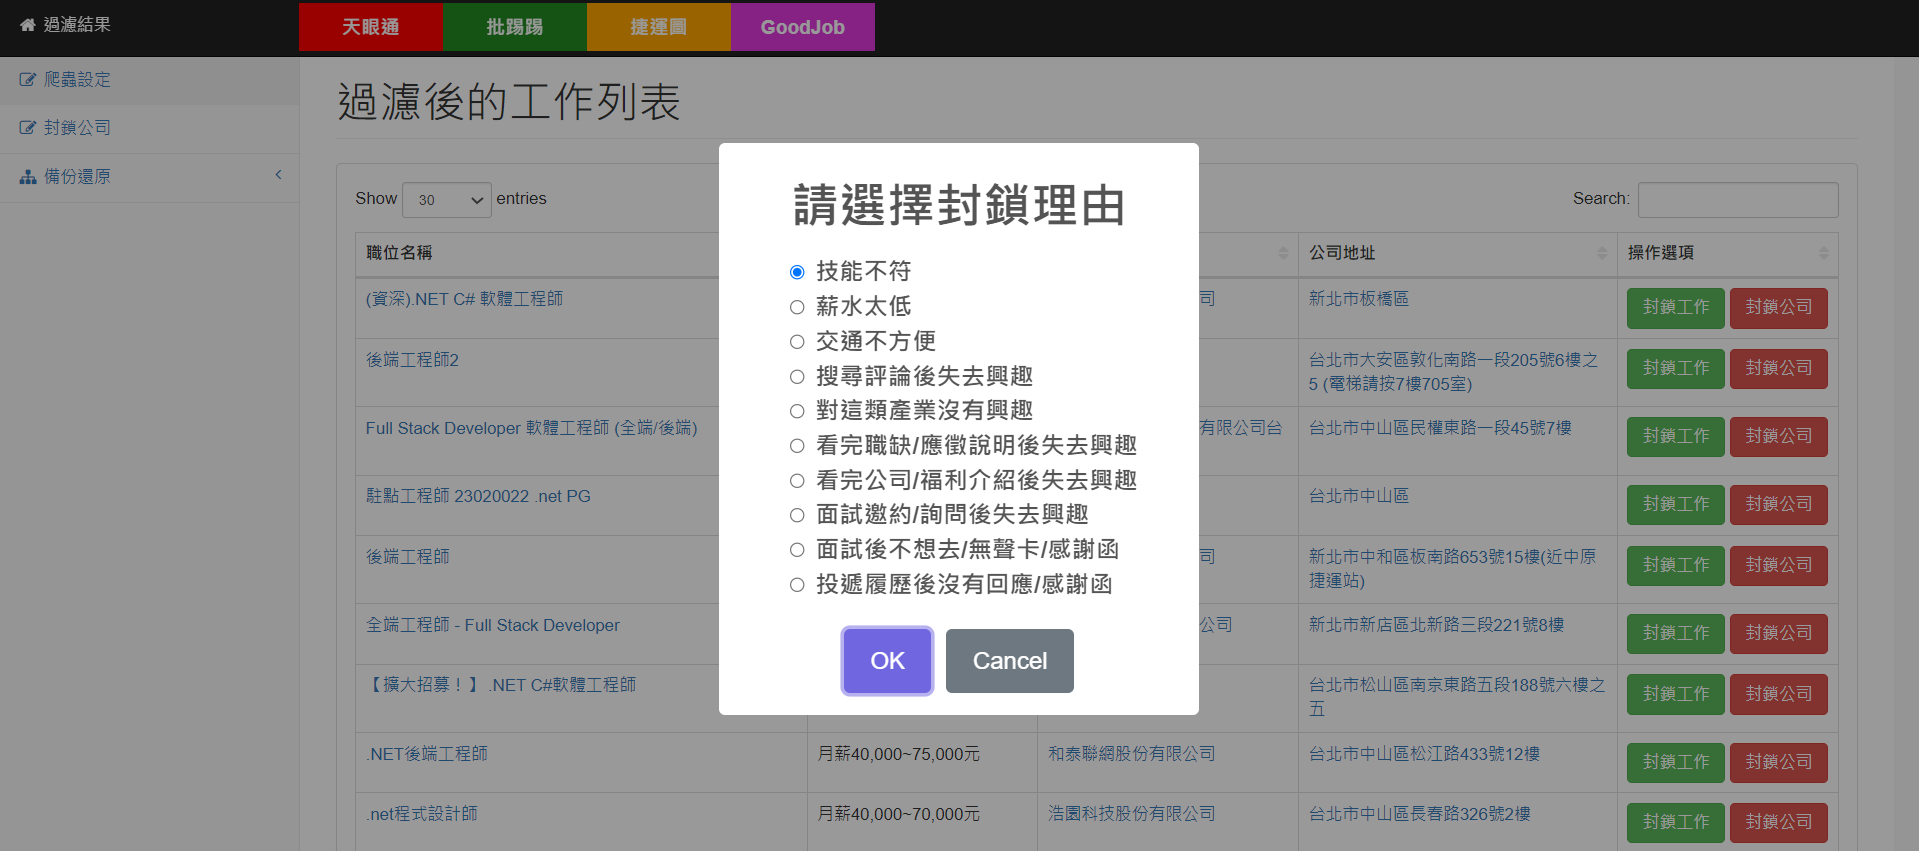 過濾結果
天眼通
批踢踢
捷運圖
GoodJob
爬蟲設定
封鎖公司
備份還原
過濾後的工作列表
Show 30 entries
Search:
職位名稱
公司地址
操作選項
(資深).NET C# 軟體工程師
司
新北市板橋區
封鎖工作
封鎖公司
後端工程師2
台北市大安區敦化南路一段205號6樓之
5 (電梯請按7樓705室)
封鎖工作
封鎖公司
Full Stack Developer 軟體工程師 (全端/後端)
有限公司台
台北市中山區民權東路一段45號7樓
封鎖工作
封鎖公司
駐點工程師 23020022 .net PG
台北市中山區
封鎖工作
封鎖公司
後端工程師
司
新北市中和區板南路653號15樓(近中原
捷運站)
封鎖工作
封鎖公司
全端工程師 - Full Stack Developer
公司
新北市新店區北新路三段221號8樓
封鎖工作
封鎖公司
【擴大招募！】.NET C#軟體工程師
台北市松山區南京東路五段188號六樓之
五
封鎖工作
封鎖公司
.NET後端工程師
月薪40,000~75,000元
和泰聯網股份有限公司
台北市中山區松江路433號12樓
封鎖工作
封鎖公司
.net程式設計師
月薪40,000~70,000元
浩園科技股份有限公司
台北市中山區長春路326號2樓
封鎖工作
封鎖公司
請選擇封鎖理由
技能不符
薪水太低
交通不方便
搜尋評論後失去興趣
對這類產業沒有興趣
看完職缺/應徵說明後失去興趣
看完公司/福利介紹後失去興趣
面試邀約/詢問後失去興趣
面試後不想去/無聲卡/感謝函
投遞履歷後沒有回應/感謝函
OK
Cancel